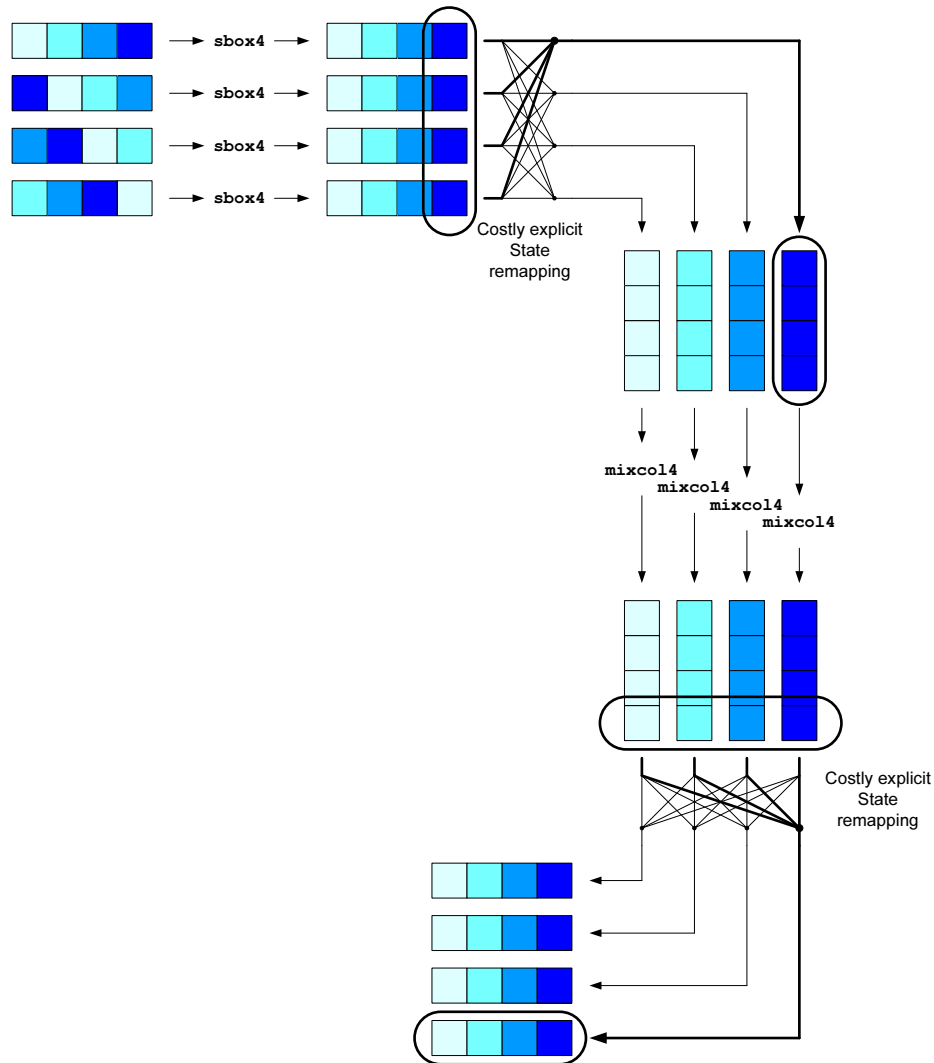 sbox4
sbox4
sbox4
sbox4
Costly explicit
State
remapping
mixcol4
mixcol4
mixcol4
mixcol4
Costly explicit
State
remapping